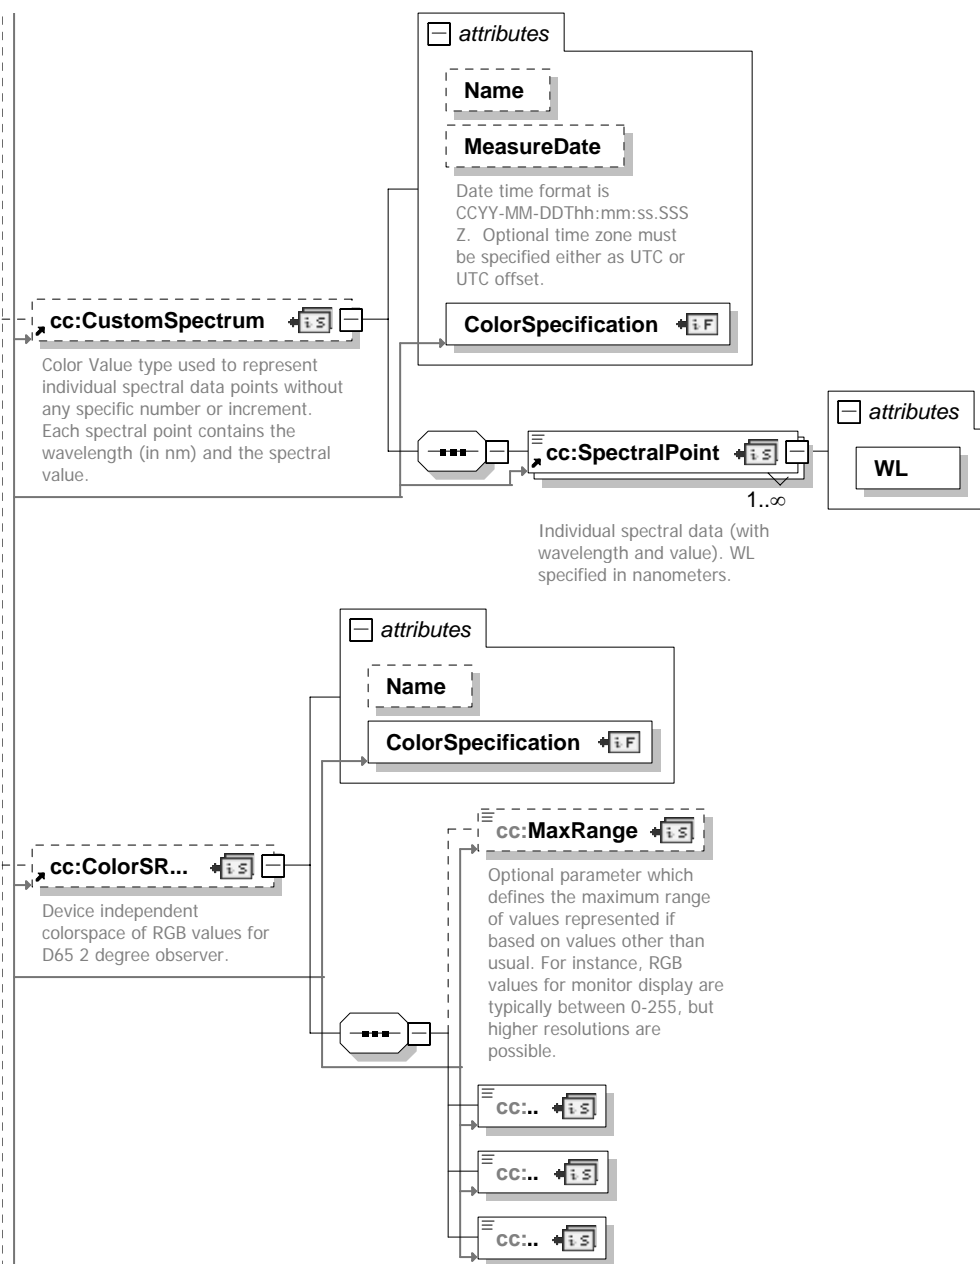 attributes
Name
MeasureDate
Date time format is
CCYY-MM-DDThh:mm:ss.SSS
Z.  Optional time zone must
be specified either as UTC or
UTC offset.
cc:CustomSpectrum
i S
ColorSpecification
i F
Color Value type used to represent
individual spectral data points without
any specific number or increment.
Each spectral point contains the
wavelength (in nm) and the spectral
value.
attributes
cc:SpectralPoint
i S
WL
1..∞
Individual spectral data (with
wavelength and value). WL
specified in nanometers.
attributes
Name
ColorSpecification
i F
cc:MaxRange
i S
cc:ColorSR...
i S
Optional parameter which
defines the maximum range
of values represented if
based on values other than
usual. For instance, RGB
values for monitor display are
typically between 0-255, but
higher resolutions are
possible.
Device independent
colorspace of RGB values for
D65 2 degree observer.
cc:..
i S
cc:..
i S
cc:..
i S